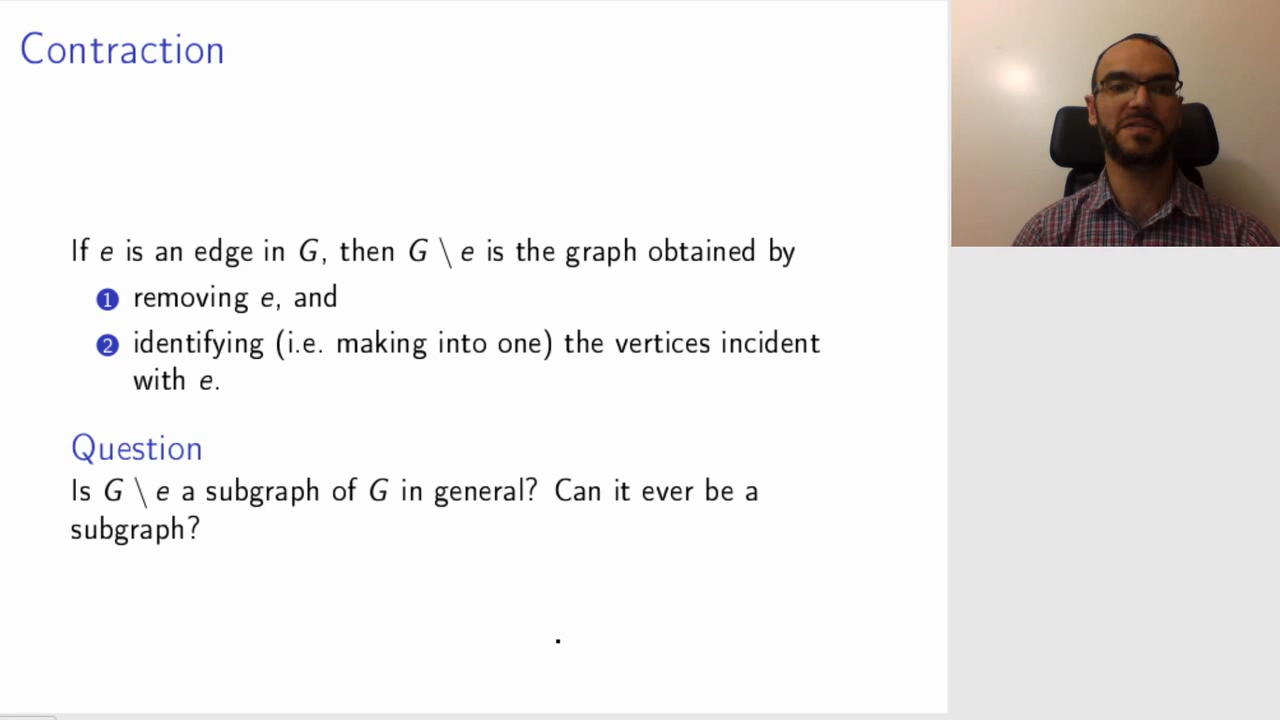 Contraction
If e is an edge in G, then G \ e is the graph obtained by
1 removing e, and
2 identifying (i.e. making into one) the vertices incident
with e.
Question
Is G \ e a subgraph of G in general? Can it ever be a
subgraph?